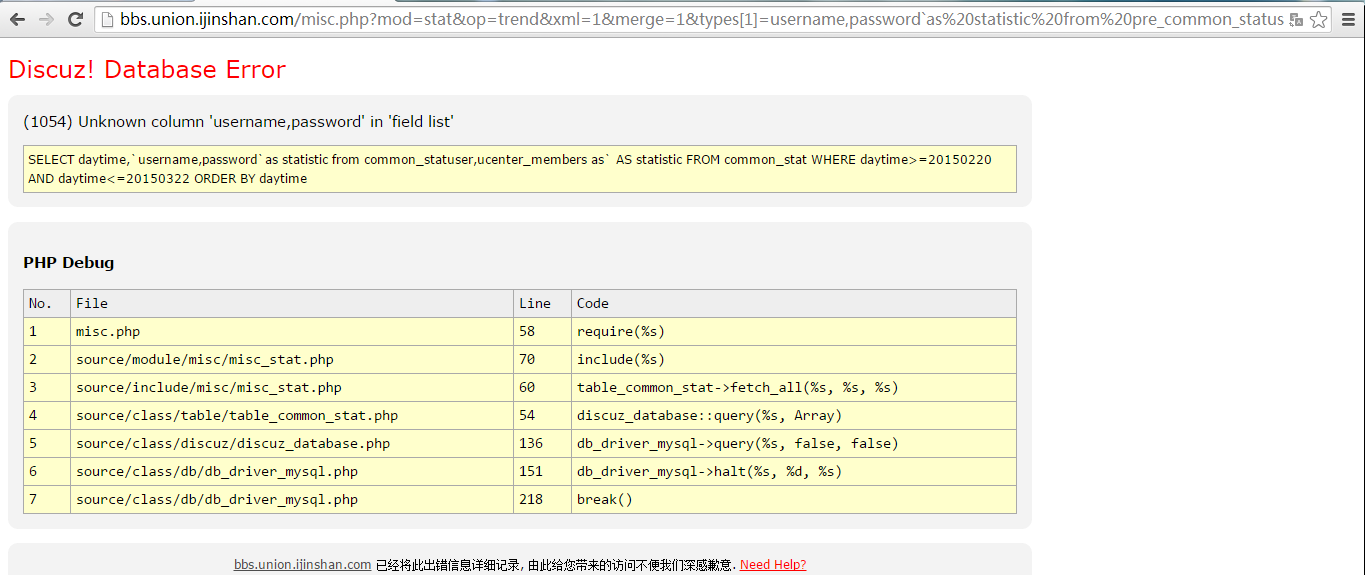 bbs.union.ijinshan.com/misc.php?mod=stat&op=trend&xml=1&merge=1&types[1]=username,password`as%20statistic%20from%20pre_common_status
Discuz! Database Error
(1054) Unknown column 'username,password' in 'field list'
SELECT daytime,`username,password`as statistic from common_statuser,ucenter_members as` AS statistic FROM common_stat WHERE daytime>=20150220
AND daytime<=20150322 ORDER BY daytime
PHP Debug
No. File Line Code
1 misc.php 58 require(%s)
2 source/module/misc/misc_stat.php 70 include(%s)
3 source/include/misc/misc_stat.php 60 table_common_stat->fetch_all(%s, %s, %s)
4 source/class/table/table_common_stat.php 54 discuz_database::query(%s, Array)
5 source/class/discuz/discuz_database.php 136 db_driver_mysql->query(%s, false, false)
6 source/class/db/db_driver_mysql.php 151 db_driver_mysql->halt(%s, %d, %s)
7 source/class/db/db_driver_mysql.php 218 break()
bbs.union.ijinshan.com 已经将此出错信息详细记录, 由此给您带来的访问不便我们深感歉意. Need Help?